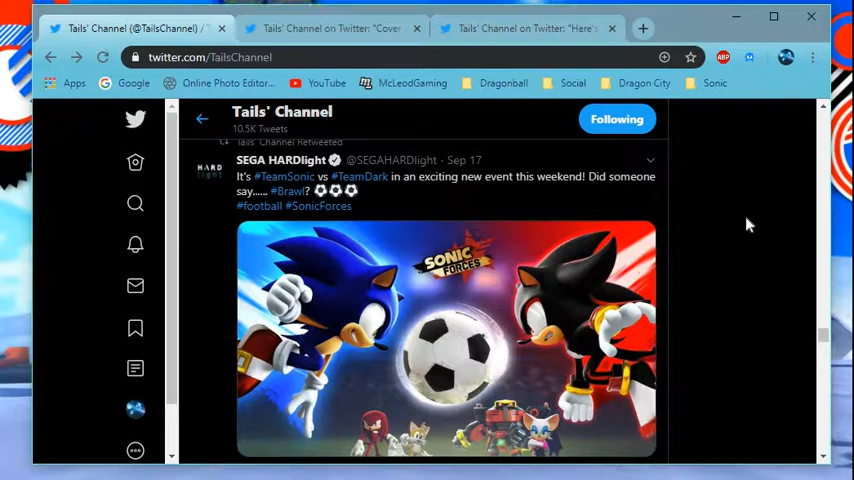 Tails' Channel (@TailsChannel) / T
Tails' Channel on Twitter: "Cover
Tails' Channel on Twitter: "Here's
twitter.com/TailsChannel
ABP
Apps
Google
Online Photo Editor...
YouTube
McLeodGaming
Dragonball
Social
Dragon City
Sonic
Tails' Channel
10.5K Tweets
Following
Tails' Channel Retweeted
HARD
light
SEGA HARDlight @SEGAHARDlight · Sep 17
It's #TeamSonic vs #TeamDark in an exciting new event this weekend! Did someone
say...... #Brawl? ⚽⚽⚽
#football #SonicForces
SONIC
FORCES